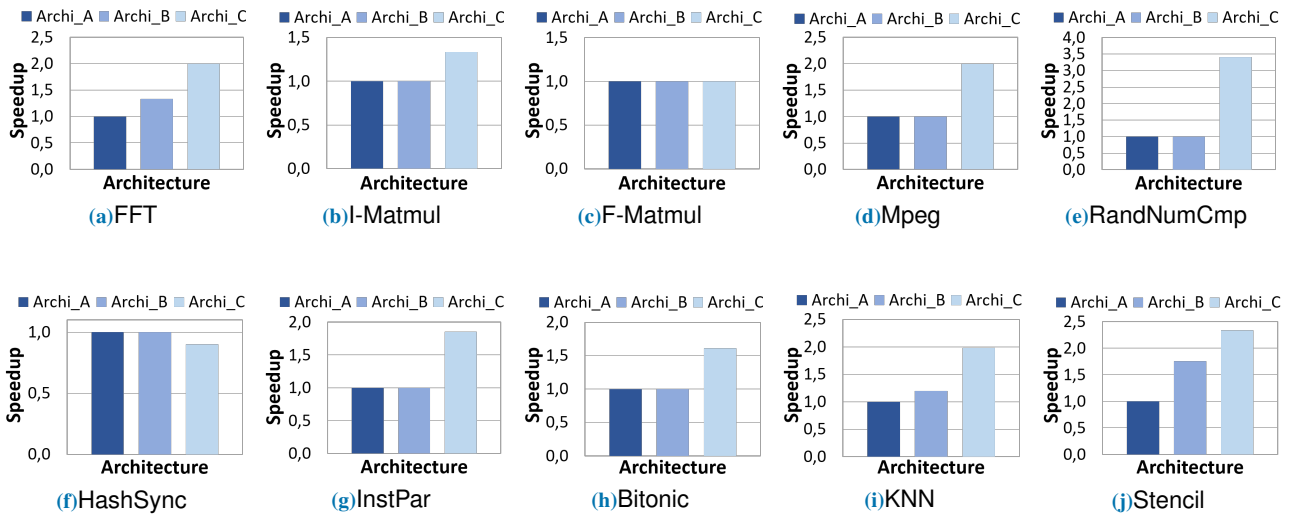 Archi_A Archi_B Archi_C
2,5
2,0
1,5
1,0
0,5
0,0
Speedup
Architecture
(a)FFT
Archi_A Archi_B Archi_C
1,5
1,0
0,5
0,0
Speedup
Architecture
(b)I-Matmul
Archi_A Archi_B Archi_C
1,5
1,0
0,5
0,0
Speedup
Architecture
(c)F-Matmul
Archi_A Archi_B Archi_C
2,5
2,0
1,5
1,0
0,5
0,0
Speedup
Architecture
(d)Mpeg
Archi_A Archi_B Archi_C
4,0
3,5
3,0
2,5
2,0
1,5
1,0
0,5
0,0
Speedup
Architecture
(e)RandNumCmp
Archi_A Archi_B Archi_C
1,0
0,5
0,0
Speedup
Architecture
(f)HashSync
Archi_A Archi_B Archi_C
2,0
1,5
1,0
0,5
0,0
Speedup
Architecture
(g)InstPar
Archi_A Archi_B Archi_C
2,0
1,5
1,0
0,5
0,0
Speedup
Architecture
(h)Bitonic
Archi_A Archi_B Archi_C
2,5
2,0
1,5
1,0
0,5
0,0
Speedup
Architecture
(i)KNN
Archi_A Archi_B Archi_C
2,5
2,0
1,5
1,0
0,5
0,0
Speedup
Architecture
(j)Stencil